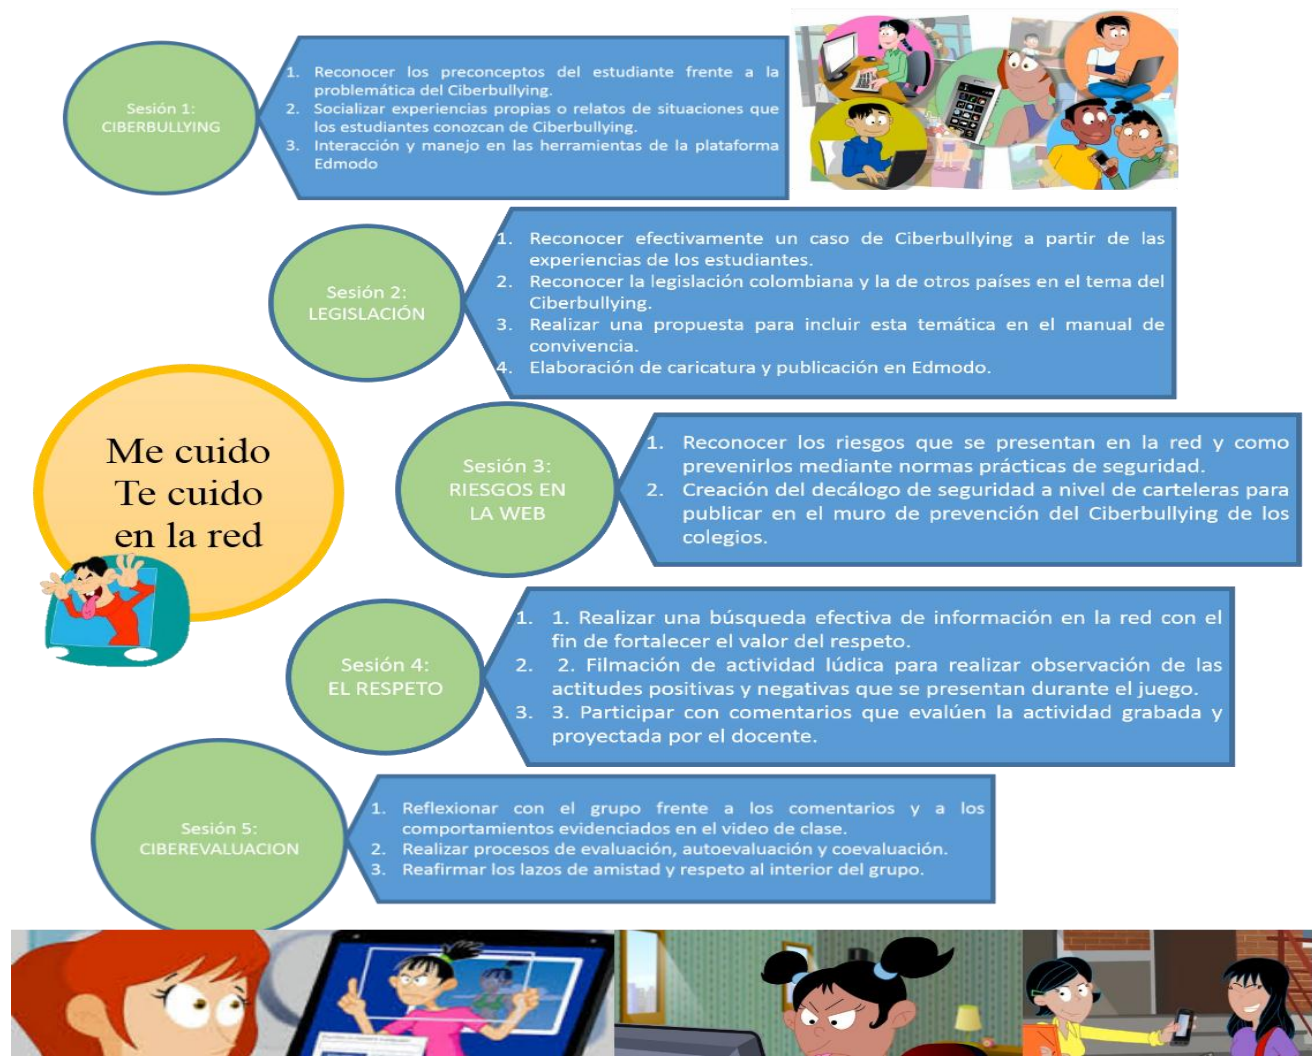 Sesión 1:
CIBERBULLYING
1. Reconocer los preconceptos del estudiante frente a la
problemática del Ciberbullying.
2. Socializar experiencias propias o relatos de situaciones que
los estudiantes conozcan de Ciberbullying.
3. Interacción y manejo en las herramientas de la plataforma
Edmodo
Sesión 2:
LEGISLACIÓN
1. Reconocer efectivamente un caso de Ciberbullying a partir de las
experiencias de los estudiantes.
2. Reconocer la legislación colombiana y la de otros países en el tema del
Ciberbullying.
3. Realizar una propuesta para incluir esta temática en el manual de
convivencia.
4. Elaboración de caricatura y publicación en Edmodo.
Me cuido
Te cuido
en la red
Sesión 3:
RIESGOS EN
LA WEB
1. Reconocer los riesgos que se presentan en la red y como
prevenirlos mediante normas prácticas de seguridad.
2. Creación del decálogo de seguridad a nivel de carteleras para
publicar en el muro de prevención del Ciberbullying de los
colegios.
Sesión 4:
EL RESPETO
1. 1. Realizar una búsqueda efectiva de información en la red con el
fin de fortalecer el valor del respeto.
2. 2. Filmación de actividad lúdica para realizar observación de las
actitudes positivas y negativas que se presentan durante el juego.
3. 3. Participar con comentarios que evalúen la actividad grabada y
proyectada por el docente.
Sesión 5:
CIBEREVALUACION
1. Reflexionar con el grupo frente a los comentarios y a los
comportamientos evidenciados en el video de clase.
2. Realizar procesos de evaluación, autoevaluación y coevaluación.
3. Reafirmar los lazos de amistad y respeto al interior del grupo.